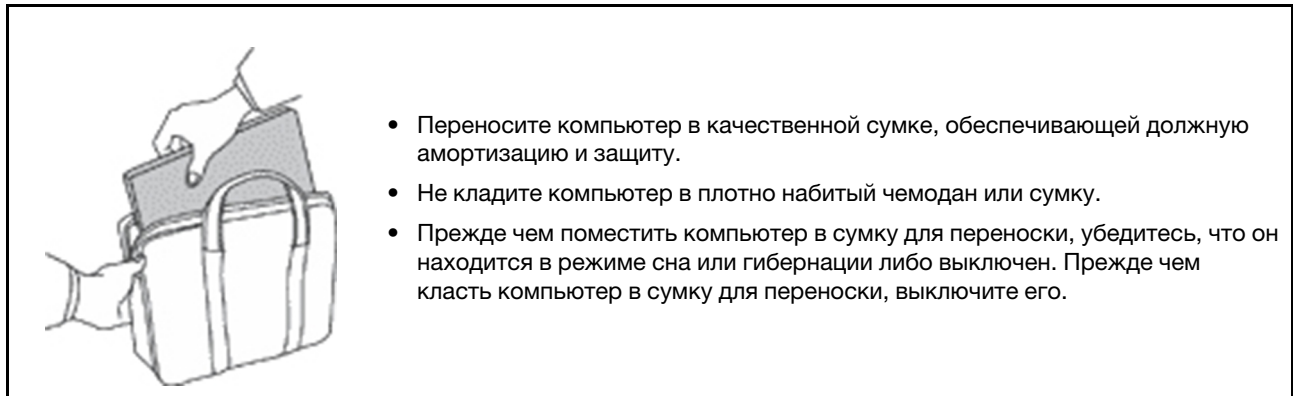 • Переносите компьютер в качественной сумке, обеспечивающей должную
амортизацию и защиту.
• Не кладите компьютер в плотно набитый чемодан или сумку.
• Прежде чем поместить компьютер в сумку для переноски, убедитесь, что он
находится в режиме сна или гибернации либо выключен. Прежде чем
класть компьютер в сумку для переноски, выключите его.